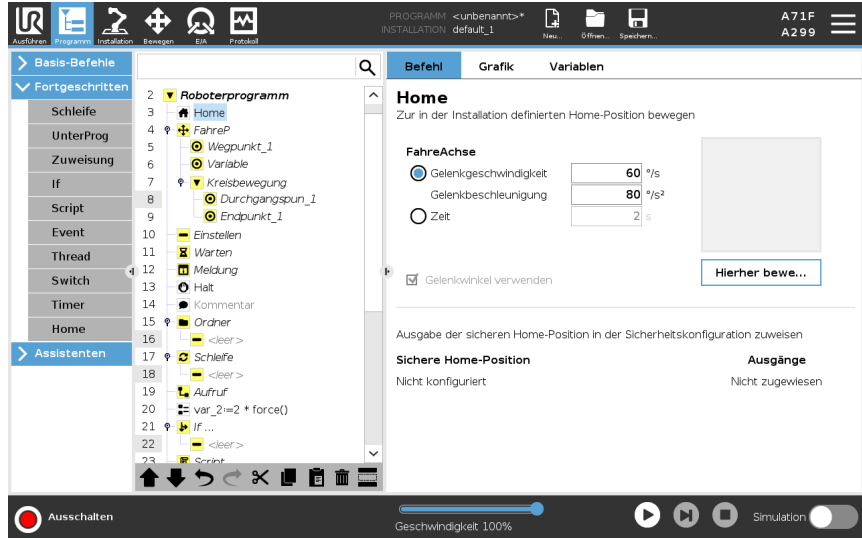 UR
PROGRAMM <unbenannt>*
INSTALLATION default_1
A71F
A299
Ausführen Programm Installation Bewegen E/A Protokoll Neu... Öffnen... Speichern...
Basis-Befehle
Fortgeschritten
Schleife
UnterProg
Zuweisung
If
Script
Event
Thread
Switch
Timer
Home
Assistenten
2 Roboterprogramm
3 Home
4 FahreP
5 Wegpunkt_1
6 Variable
7 Kreisbewegung
8 Durchgangspun_1
9 Endpunkt_1
10 Einstellen
11 Warten
12 Meldung
13 Halt
14 Kommentar
15 Ordner
16 <leer>
17 Schleife
18 <leer>
19 Aufruf
20 var_2:=2 * force()
21 If ...
22 <leer>
23 Script
Befehl Grafik Variablen
Home
Zur in der Installation definierten Home-Position bewegen
FahreAchse
Gelenkgeschwindigkeit 60 °/s
Gelenkbeschleunigung 80 °/s²
Zeit 2 s
Gelenkwinkel verwenden
Hierher bewe...
Ausgabe der sicheren Home-Position in der Sicherheitskonfiguration zuweisen
Sichere Home-Position Ausgänge
Nicht konfiguriert Nicht zugewiesen
Ausschalten
Geschwindigkeit 100%
Simulation